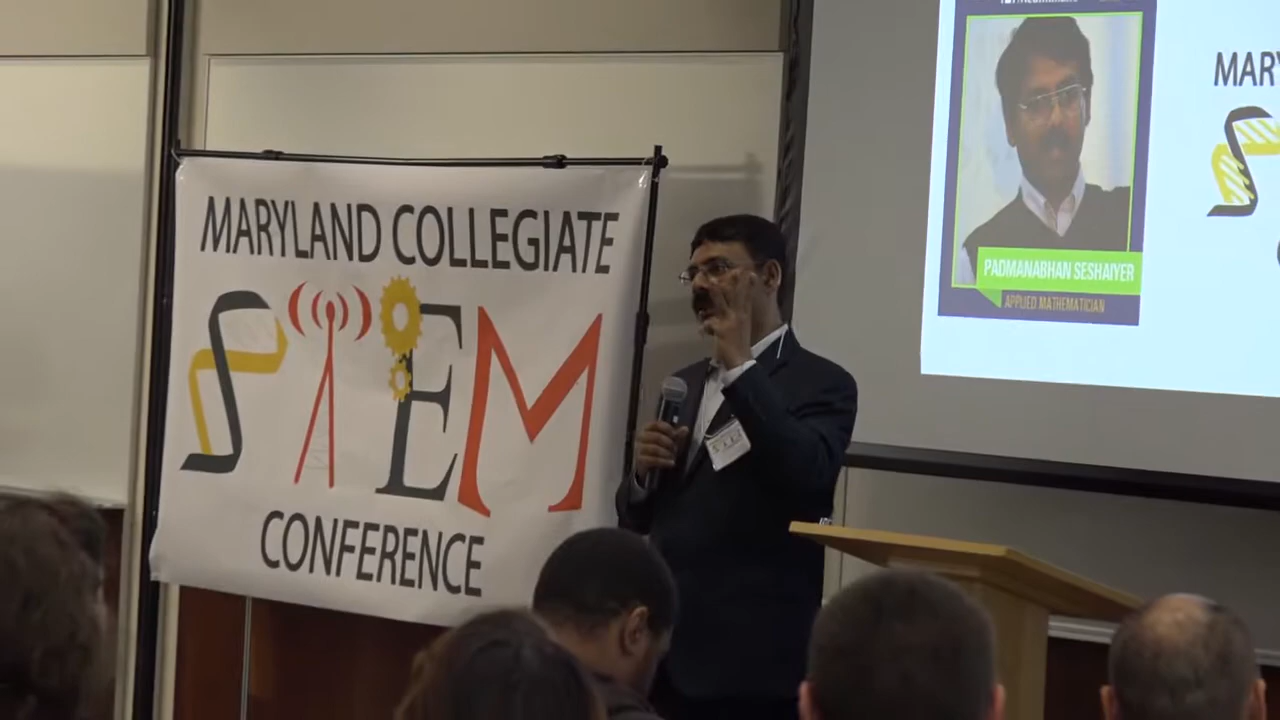 MARYLAND COLLEGIATE
STEM
CONFERENCE
PADMANABHAN SESHAIYER
APPLIED MATHEMATICIAN
MARY
S